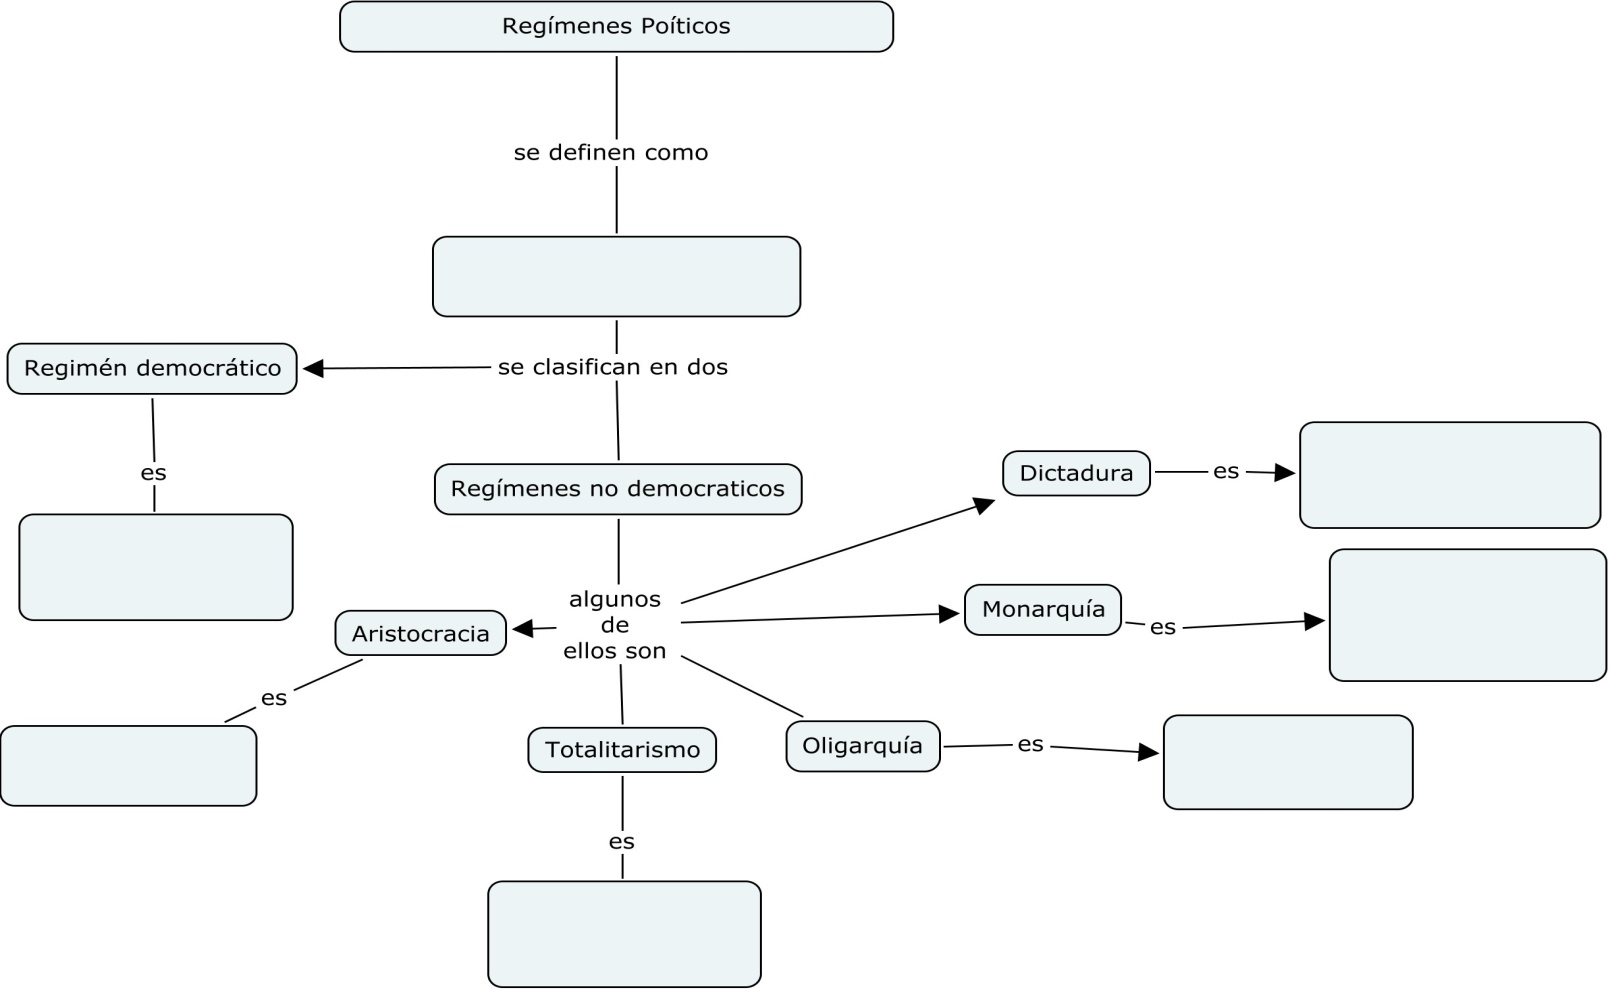 Regímenes Poíticos
se definen como
se clasifican en dos
Regimén democrático
es
Regímenes no democraticos
algunos
de
ellos son
Dictadura
es
Monarquía
es
Aristocracia
es
Totalitarismo
es
Oligarquía
es